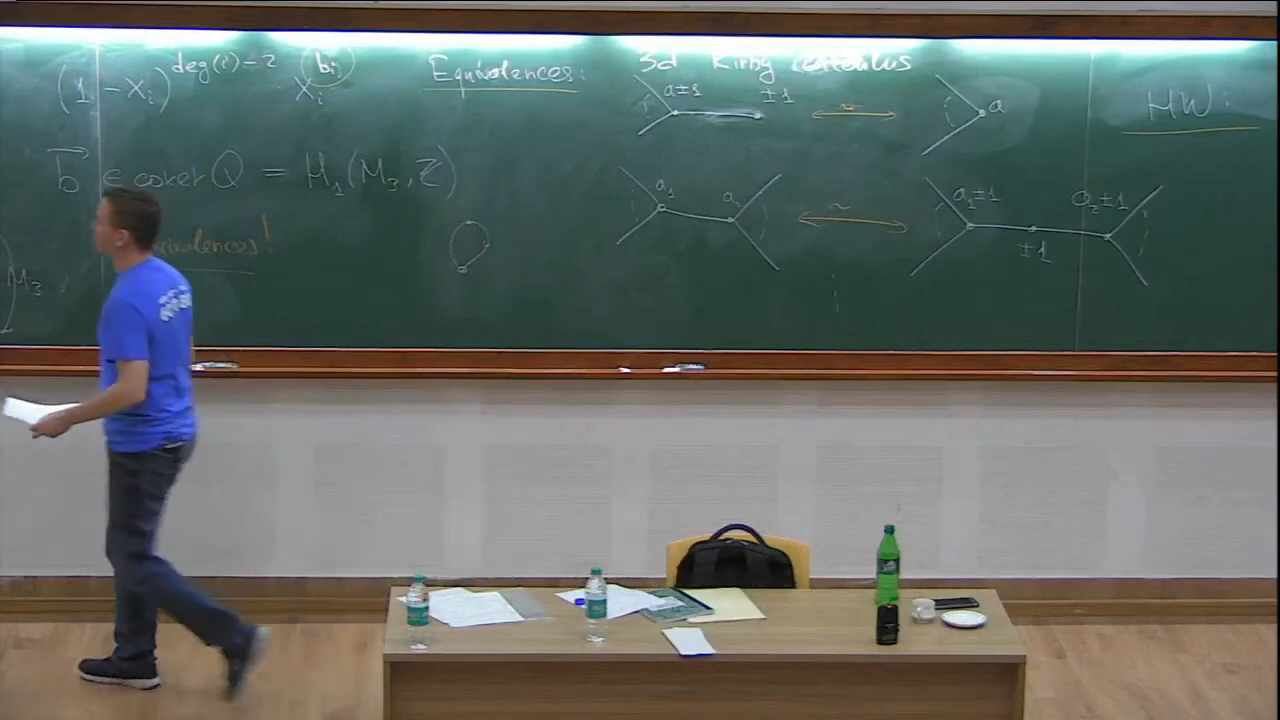 (1 - x_i)^{deg(i)-2} · x_i^{b_i}
\vec{b} ∈ coker Q = H_1(M_3, Z)
M_3
Equivalences:
3d Kirby calculus
a±1 ±1 ↔ a
a_1 a_2 ↔ a_1±1 ±1 a_2±1
HW: